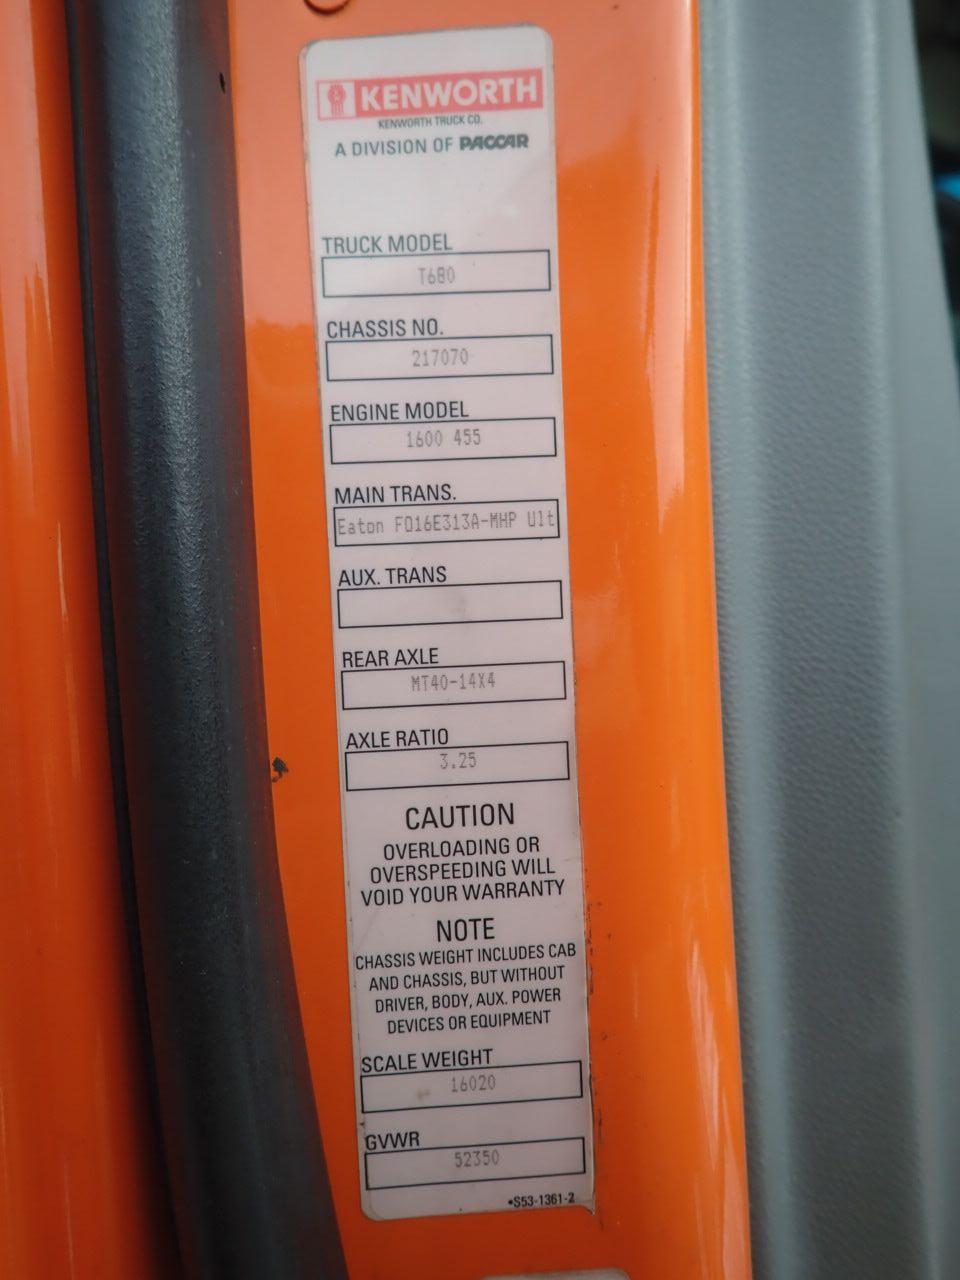 KENWORTH
KENWORTH TRUCK CO.
A DIVISION OF PACCAR
TRUCK MODEL
T680
CHASSIS NO.
217070
ENGINE MODEL
1600 455
MAIN TRANS.
Eaton FO16E313A-MHP Ult
AUX. TRANS
REAR AXLE
MT40-14X4
AXLE RATIO
3.25
CAUTION
OVERLOADING OR
OVERSPEEDING WILL
VOID YOUR WARRANTY
NOTE
CHASSIS WEIGHT INCLUDES CAB
AND CHASSIS, BUT WITHOUT
DRIVER, BODY, AUX. POWER
DEVICES OR EQUIPMENT
SCALE WEIGHT
16020
GVWR
52350
•S53-1361-2